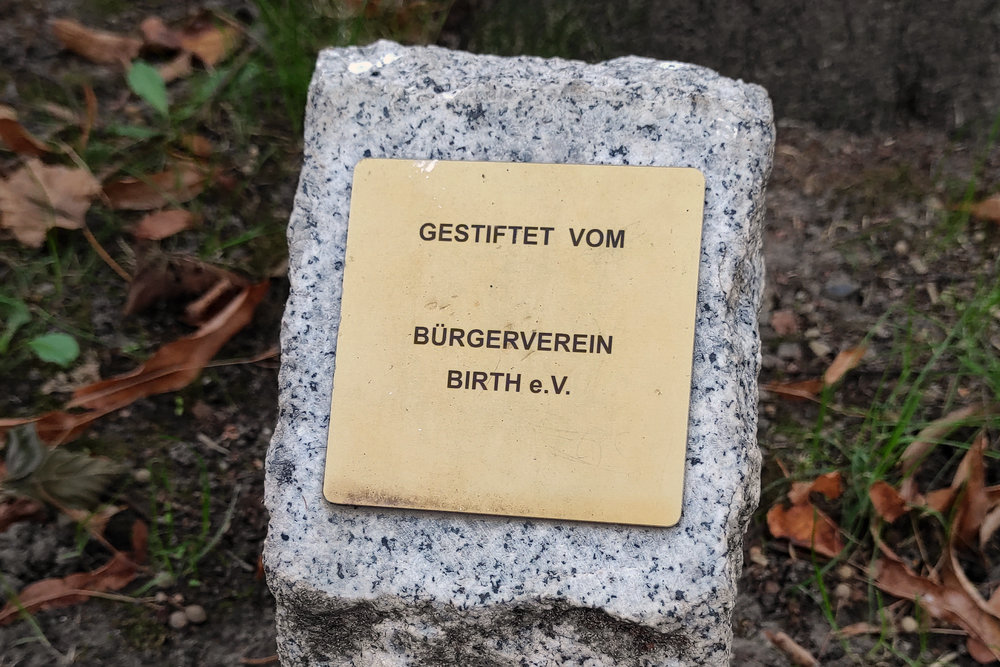 GESTIFTET VOM
BÜRGERVEREIN
BIRTH e.V.